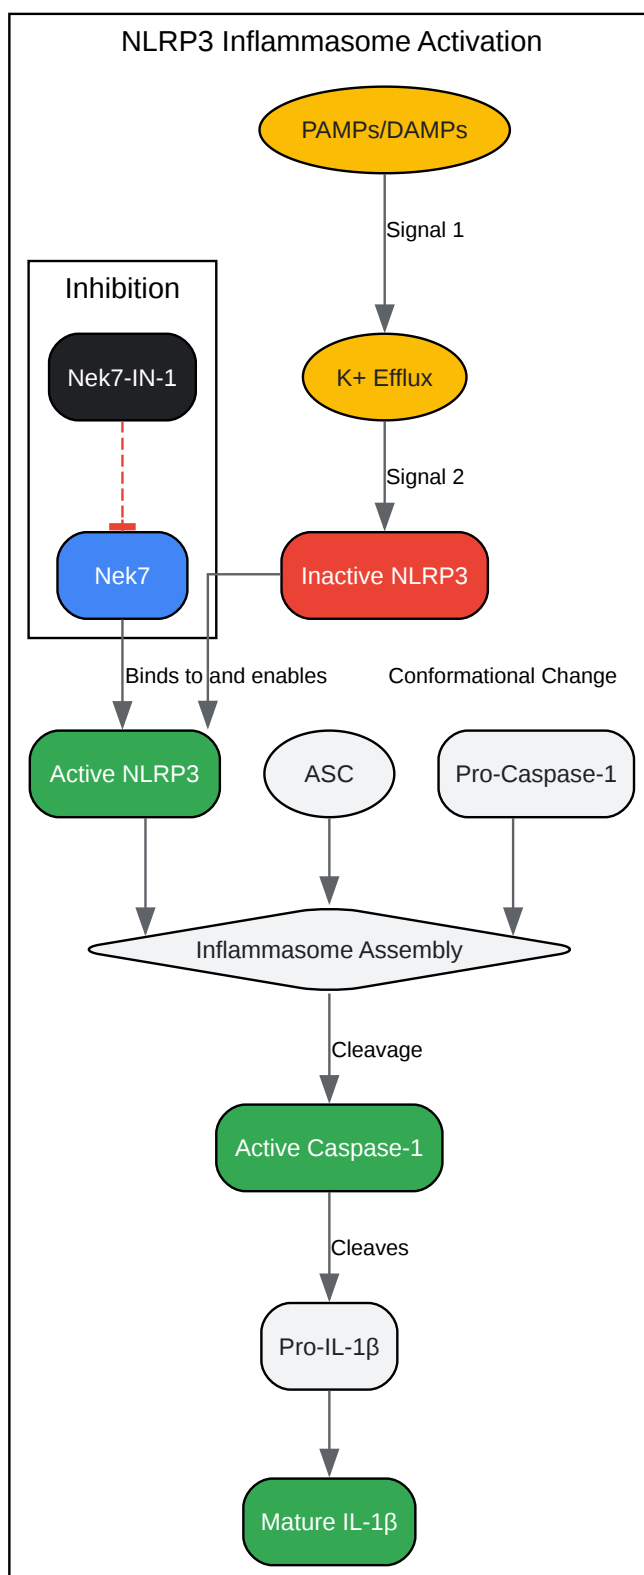 NLRP3 Inflammasome Activation
PAMPs/DAMPs
Signal 1
Inhibition
Nek7-IN-1
K+ Efflux
Signal 2
Nek7
Inactive NLRP3
Binds to and enables
Conformational Change
Active NLRP3
ASC
Pro-Caspase-1
Inflammasome Assembly
Cleavage
Active Caspase-1
Cleaves
Pro-IL-1β
Mature IL-1β